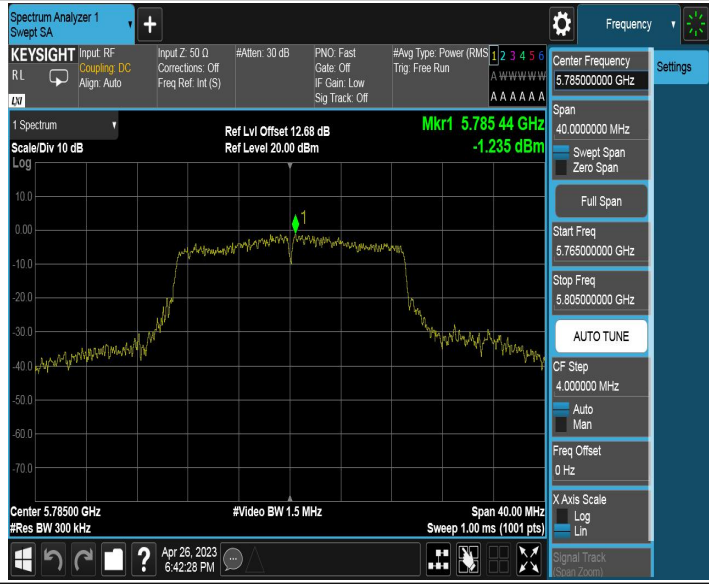 Spectrum Analyzer 1
Swept SA
Frequency
KEYSIGHT
RL
LXI
Input: RF
Coupling: DC
Align: Auto
Input Z: 50 Ω
Corrections: Off
Freq Ref: Int (S)
#Atten: 30 dB
PNO: Fast
Gate: Off
IF Gain: Low
Sig Track: Off
#Avg Type: Power (RMS
Trig: Free Run
1 2 3 4 5 6
A W W W W W
A A A A A A
Center Frequency
5.785000000 GHz
Settings
Span
40.0000000 MHz
Swept Span
Zero Span
Full Span
Start Freq
5.765000000 GHz
Stop Freq
5.805000000 GHz
AUTO TUNE
CF Step
4.000000 MHz
Auto
Man
Freq Offset
0 Hz
X Axis Scale
Log
Lin
Signal Track
(Span Zoom)
1 Spectrum
Scale/Div 10 dB
Log
Ref Lvl Offset 12.68 dB
Ref Level 20.00 dBm
Mkr1 5.785 44 GHz
-1.235 dBm
10.0
0.00
1
-10.0
-20.0
-30.0
-40.0
-50.0
-60.0
-70.0
Center 5.78500 GHz
#Res BW 300 kHz
#Video BW 1.5 MHz
Span 40.00 MHz
Sweep 1.00 ms (1001 pts)
?
Apr 26, 2023
6:42:28 PM